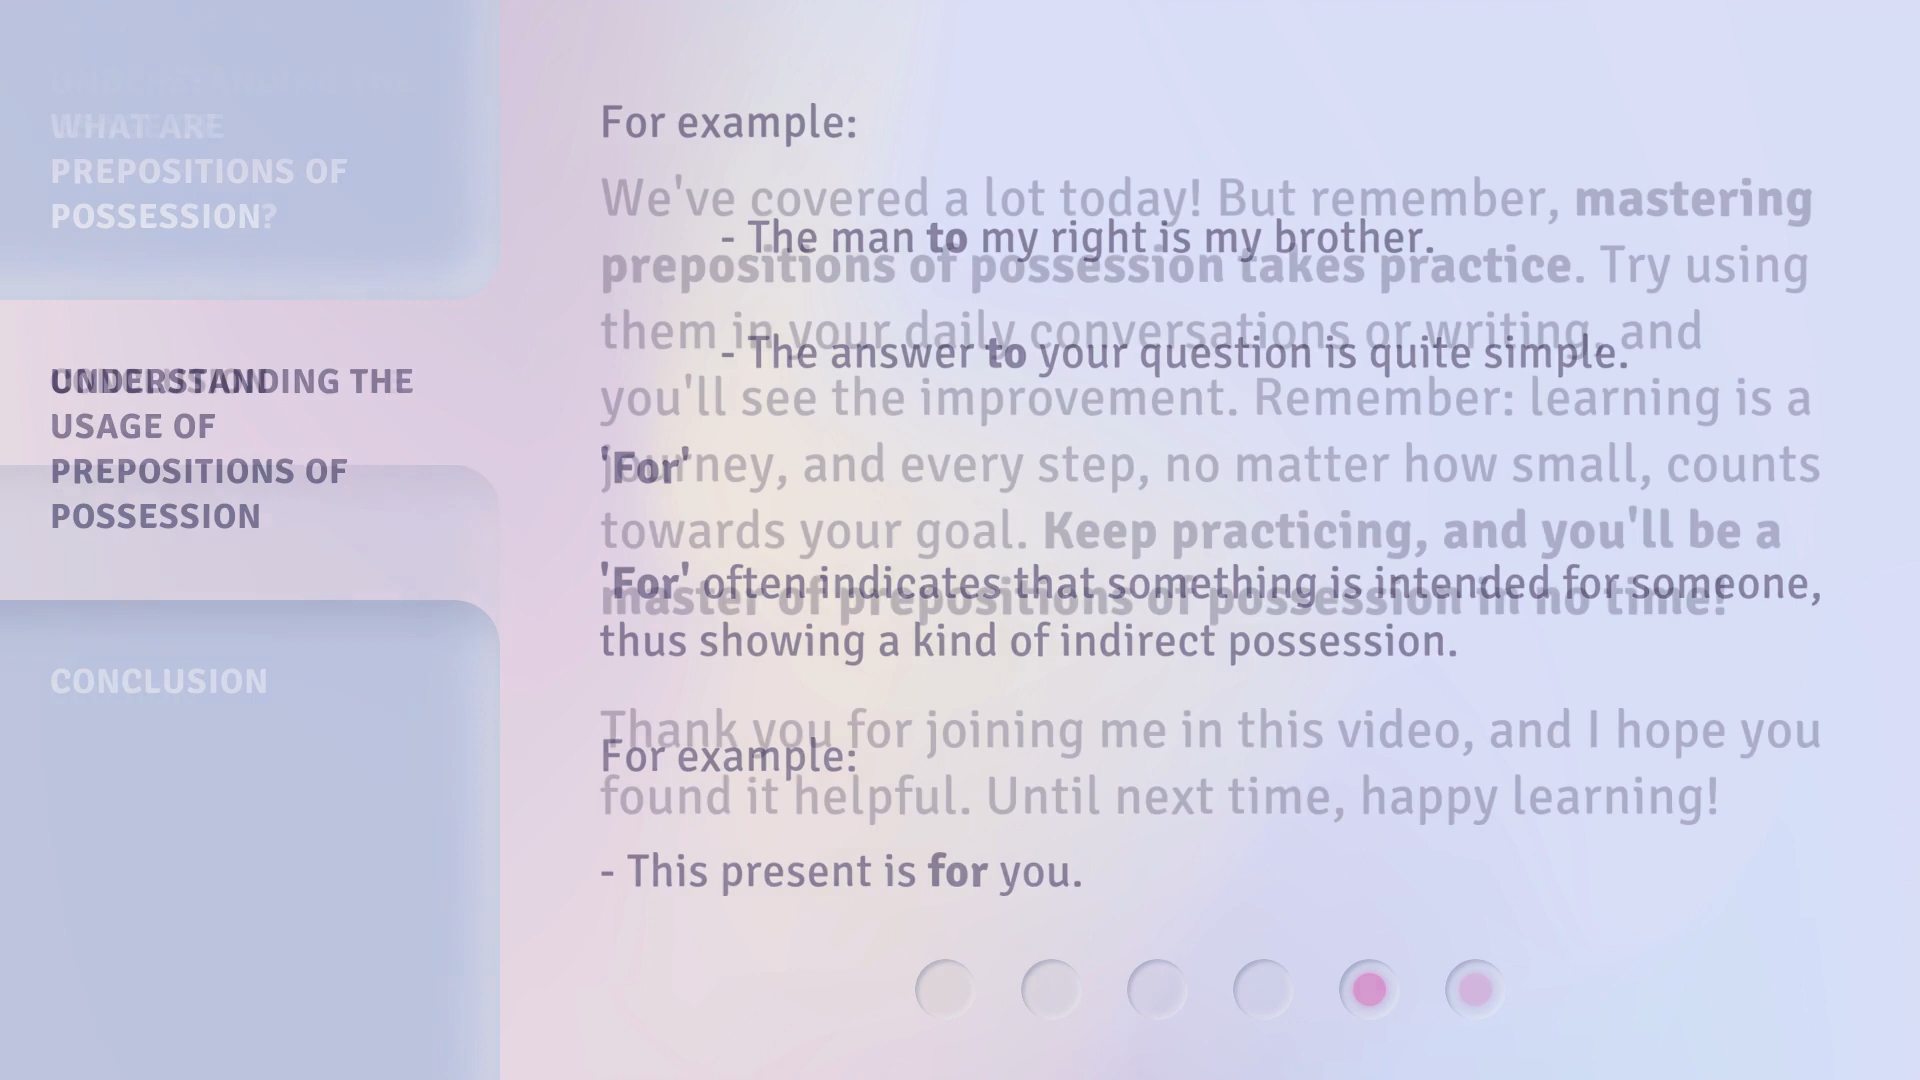 WHAT ARE
PREPOSITIONS OF
POSSESSION?
UNDERSTANDING THE
USAGE OF
PREPOSITIONS OF
POSSESSION
CONCLUSION
For example:
- The man to my right is my brother.
- The answer to your question is quite simple.
'For'
'For' often indicates that something is intended for someone,
thus showing a kind of indirect possession.
For example:
- This present is for you.
We've covered a lot today! But remember, mastering
prepositions of possession takes practice. Try using
them in your daily conversations or writing, and
you'll see the improvement. Remember: learning is a
journey, and every step, no matter how small, counts
towards your goal. Keep practicing, and you'll be a
master of prepositions of possession in no time!
Thank you for joining me in this video, and I hope you
found it helpful. Until next time, happy learning!